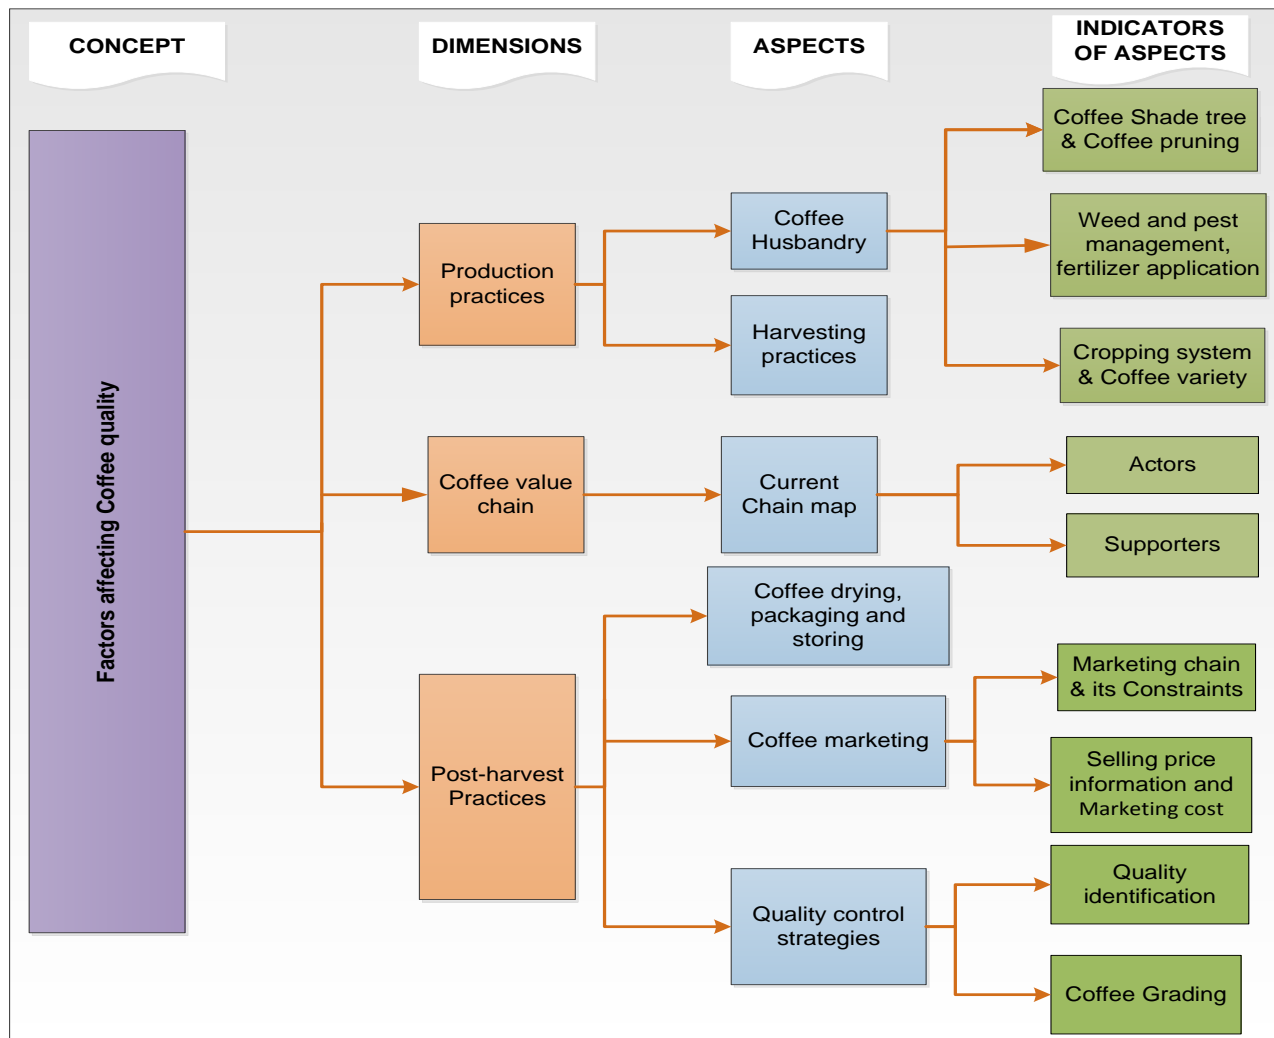 CONCEPT
DIMENSIONS
ASPECTS
INDICATORS
OF ASPECTS
Factors affecting Coffee quality
Production
practices
Coffee value
chain
Post-harvest
Practices
Coffee
Husbandry
Harvesting
practices
Current
Chain map
Coffee drying,
packaging and
storing
Coffee marketing
Quality control
strategies
Coffee Shade tree
& Coffee pruning
Weed and pest
management,
fertilizer application
Cropping system
& Coffee variety
Actors
Supporters
Marketing chain
& its Constraints
Selling price
information and
Marketing cost
Quality
identification
Coffee Grading